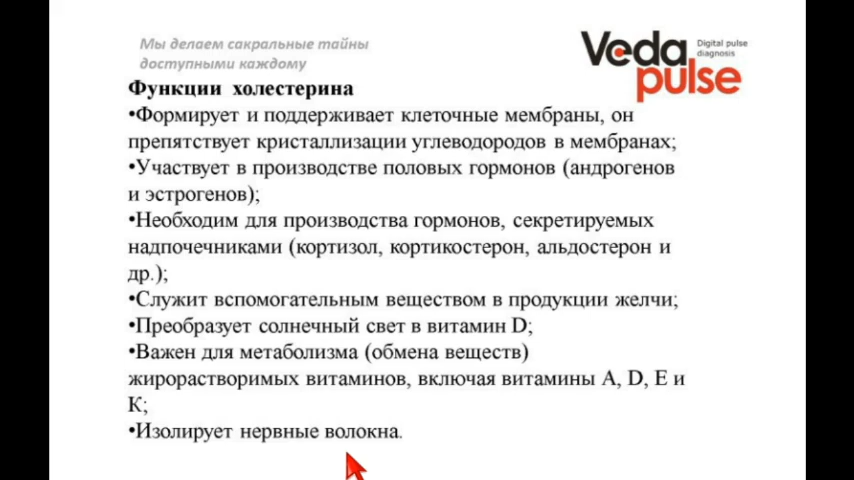 Мы делаем сакральные тайны
доступными каждому
Veda
pulse
Digital pulse
diagnosis
Функции холестерина
•Формирует и поддерживает клеточные мембраны, он
препятствует кристаллизации углеводородов в мембранах;
•Участвует в производстве половых гормонов (андрогенов
и эстрогенов);
•Необходим для производства гормонов, секретируемых
надпочечниками (кортизол, кортикостерон, альдостерон и
др.);
•Служит вспомогательным веществом в продукции желчи;
•Преобразует солнечный свет в витамин D;
•Важен для метаболизма (обмена веществ)
жирорастворимых витаминов, включая витамины A, D, E и
К;
•Изолирует нервные волокна.